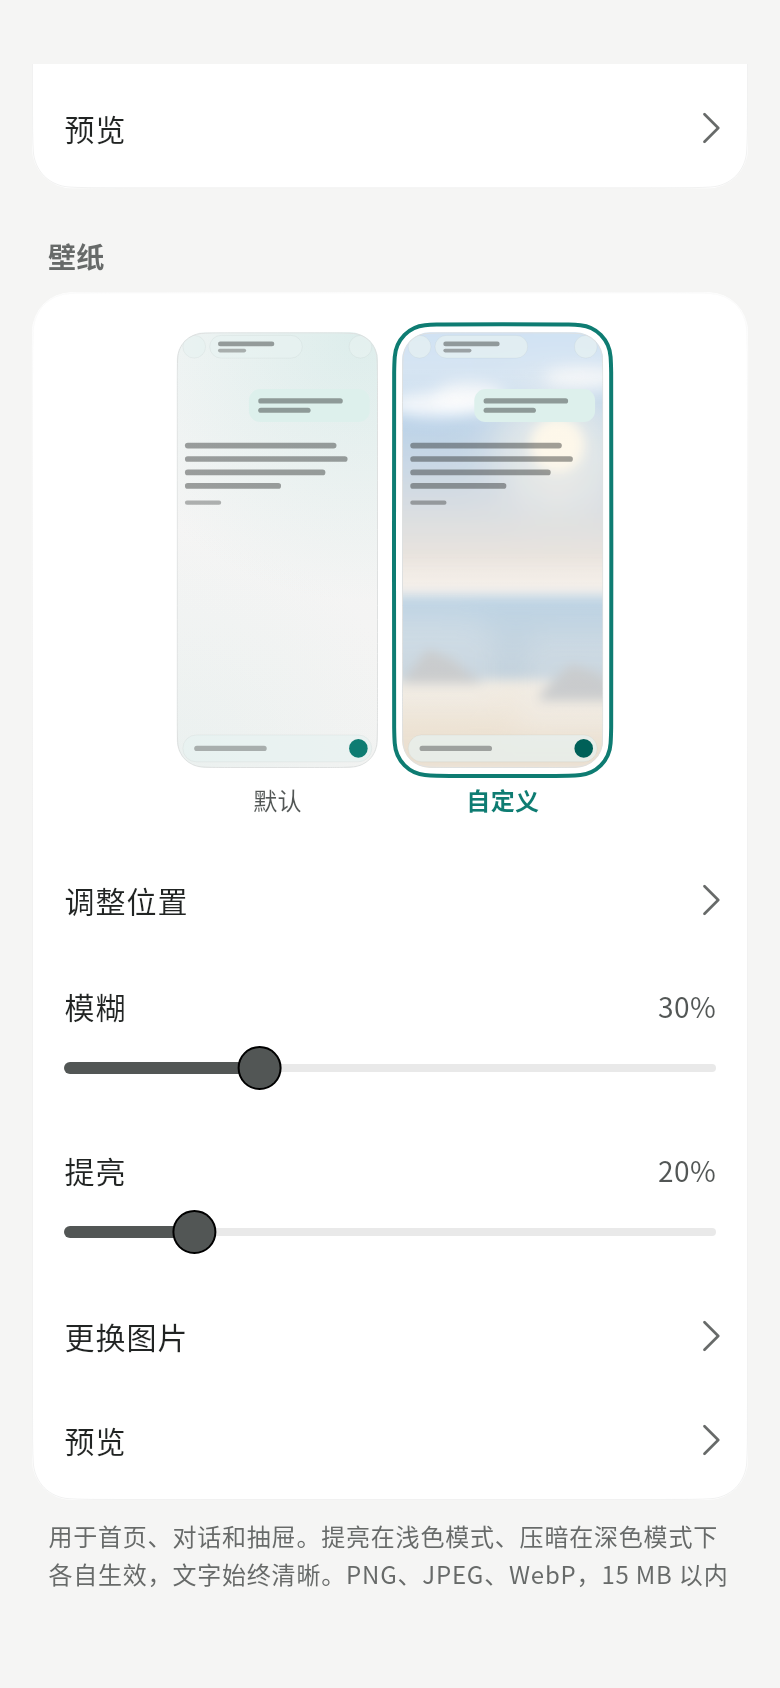 预览
壁纸
默认
自定义
调整位置
模糊
30%
提亮
20%
更换图片
预览
用于首页、对话和抽屉。提亮在浅色模式、压暗在深色模式下
各自生效，文字始终清晰。PNG、JPEG、WebP，15 MB 以内